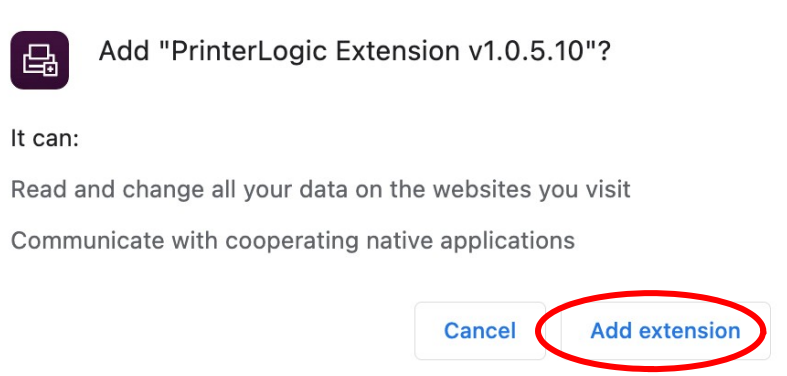 Add "PrinterLogic Extension v1.0.5.10"?
It can:
Read and change all your data on the websites you visit
Communicate with cooperating native applications
Cancel
Add extension